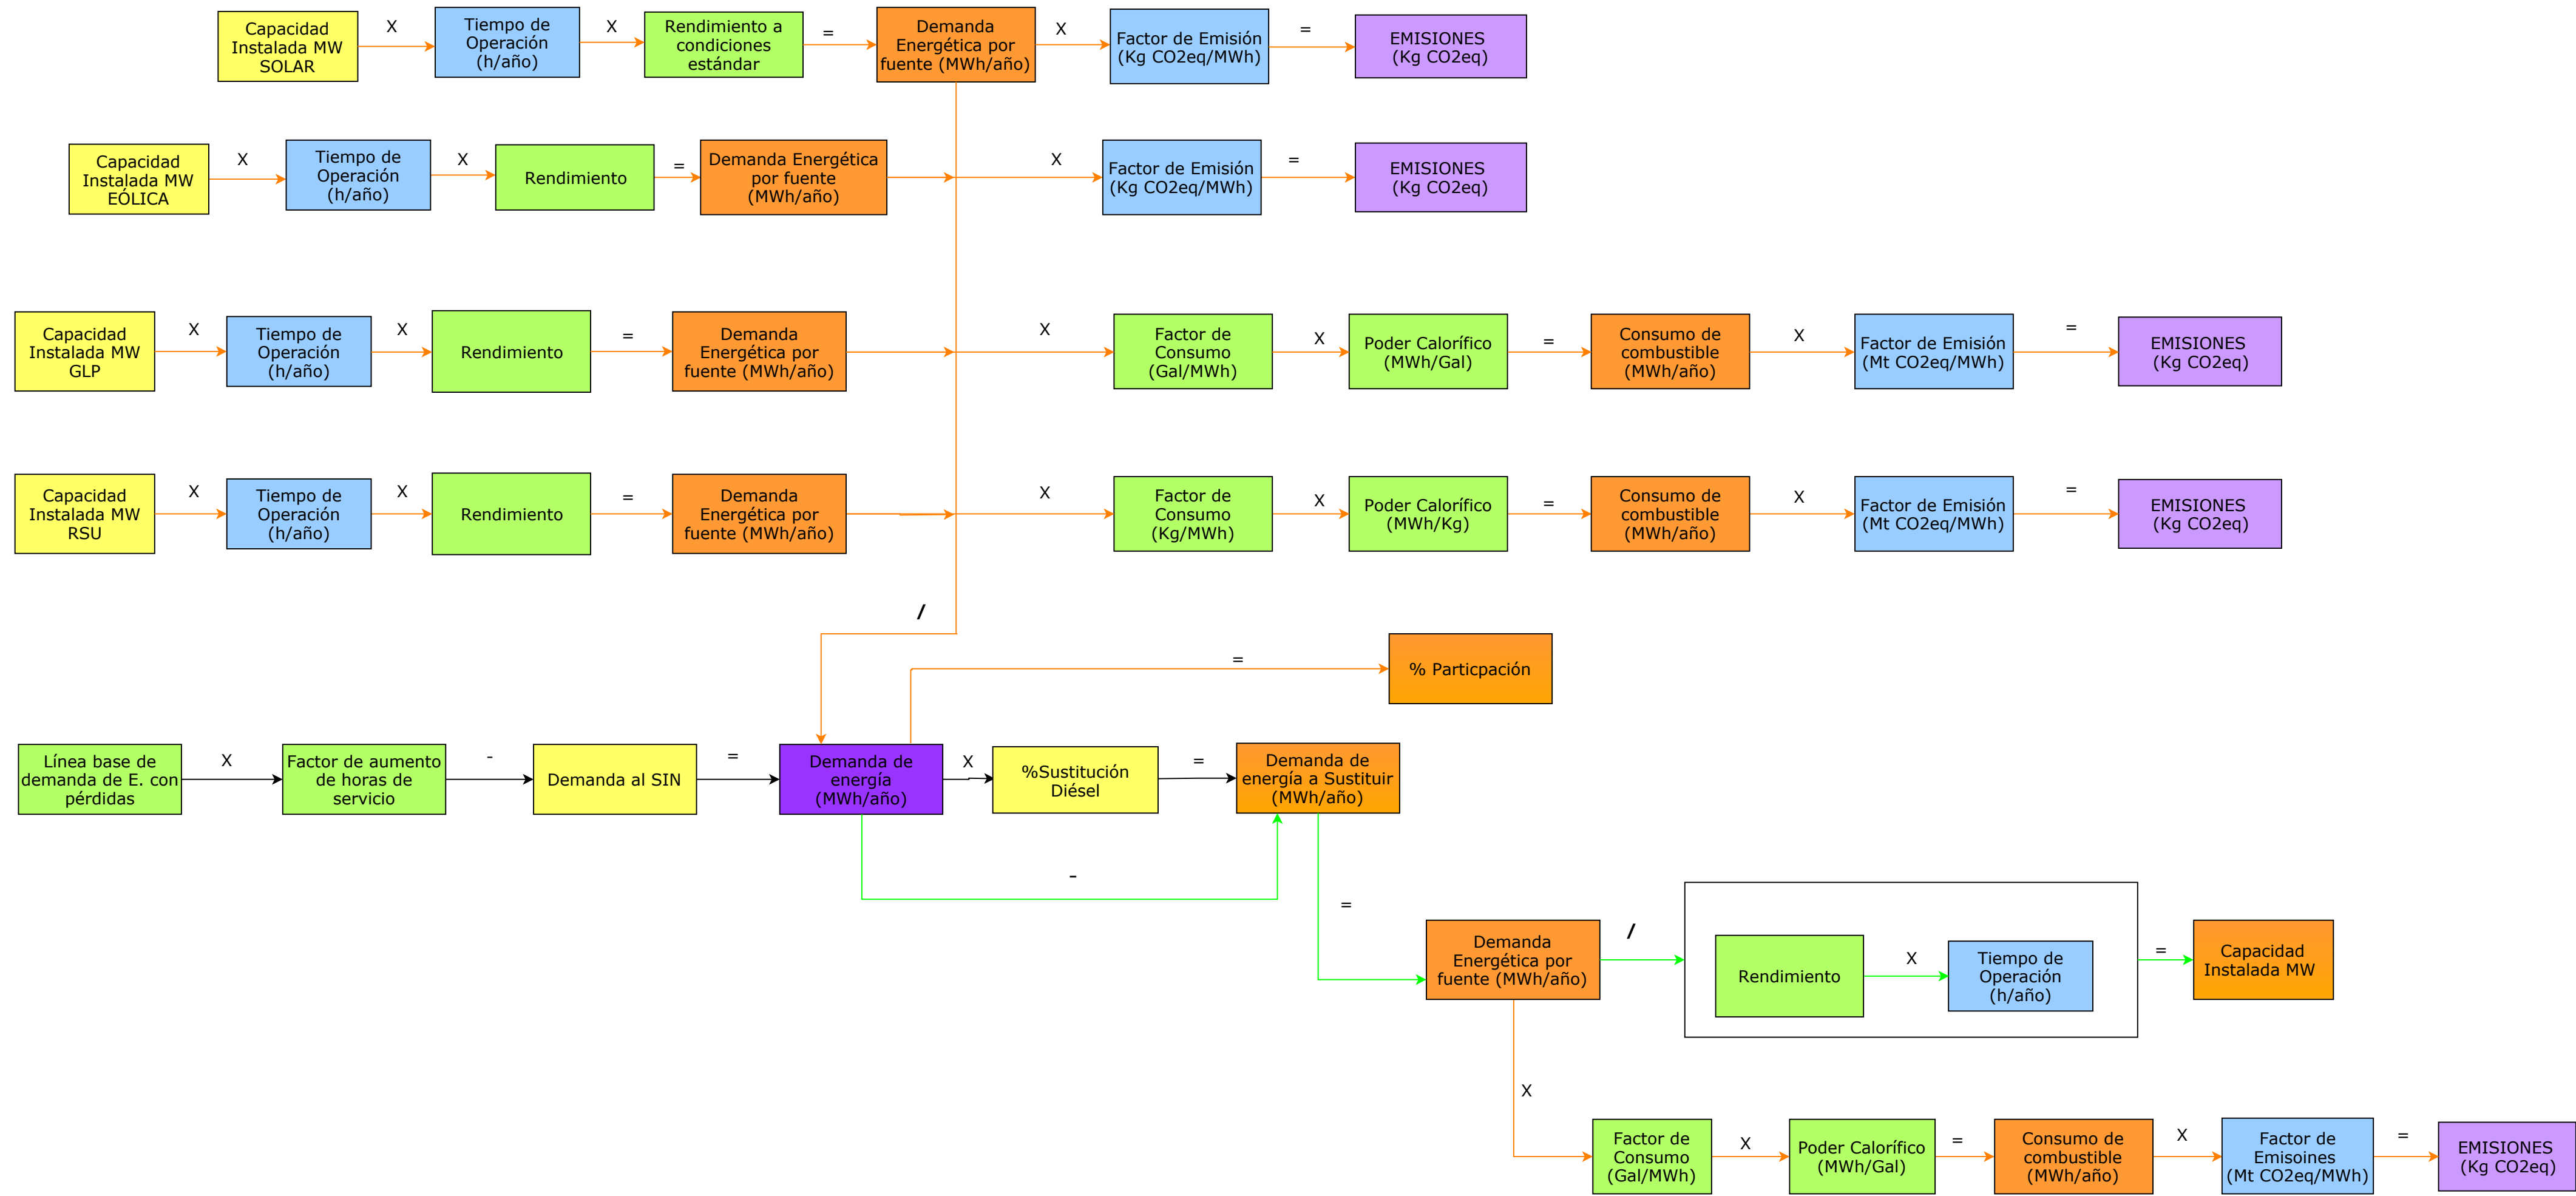 Capacidad
Instalada MW
SOLAR
X
Tiempo de
Operación
(h/año)
X
Rendimiento a
condiciones
estándar
=
Demanda
Energética por
fuente (MWh/año)
X
Factor de Emisión
(Kg CO2eq/MWh)
=
EMISIONES
(Kg CO2eq)
Capacidad
Instalada MW
EÓLICA
X
Tiempo de
Operación
(h/año)
X
Rendimiento
=
Demanda Energética
por fuente
(MWh/año)
X
Factor de Emisión
(Kg CO2eq/MWh)
=
EMISIONES
(Kg CO2eq)
Capacidad
Instalada MW
GLP
X
Tiempo de
Operación
(h/año)
X
Rendimiento
=
Demanda
Energética por
fuente (MWh/año)
X
Factor de
Consumo
(Gal/MWh)
X
Poder Calorífico
(MWh/Gal)
=
Consumo de
combustible
(MWh/año)
X
Factor de Emisión
(Mt CO2eq/MWh)
=
EMISIONES
(Kg CO2eq)
Capacidad
Instalada MW
RSU
X
Tiempo de
Operación
(h/año)
X
Rendimiento
=
Demanda
Energética por
fuente (MWh/año)
X
Factor de
Consumo
(Kg/MWh)
X
Poder Calorífico
(MWh/Kg)
=
Consumo de
combustible
(MWh/año)
X
Factor de Emisión
(Mt CO2eq/MWh)
=
EMISIONES
(Kg CO2eq)
/
=
% Particpación
Línea base de
demanda de E. con
pérdidas
X
Factor de aumento
de horas de
servicio
-
Demanda al SIN
=
Demanda de
energía
(MWh/año)
X
%Sustitución
Diésel
=
Demanda de
energía a Sustituir
(MWh/año)
-
=
Demanda
Energética por
fuente (MWh/año)
/
Rendimiento
X
Tiempo de
Operación
(h/año)
=
Capacidad
Instalada MW
X
Factor de
Consumo
(Gal/MWh)
X
Poder Calorífico
(MWh/Gal)
=
Consumo de
combustible
(MWh/año)
X
Factor de
Emisoines
(Mt CO2eq/MWh)
=
EMISIONES
(Kg CO2eq)